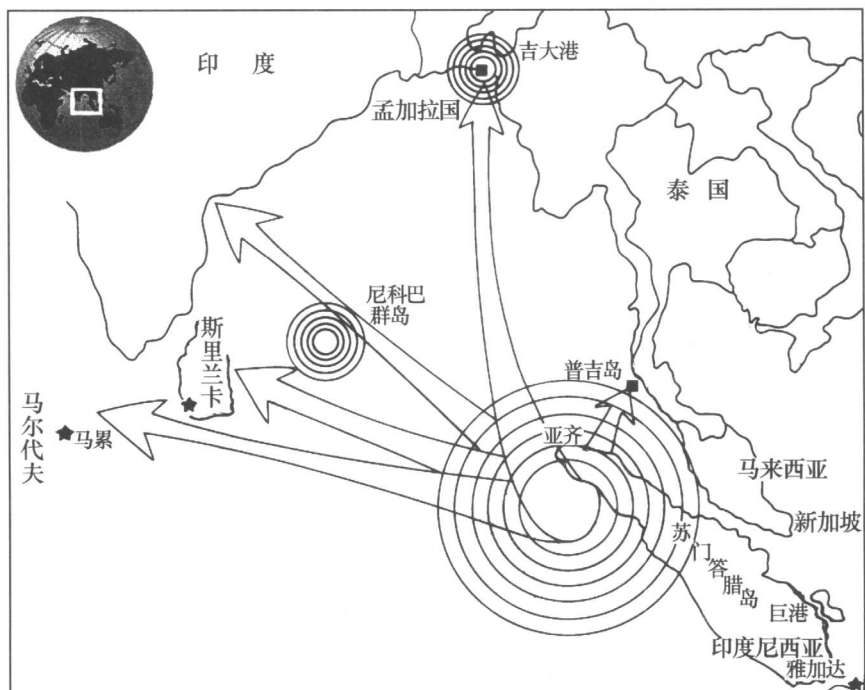 印度
吉大港
孟加拉国
泰国
尼科巴
群岛
斯里兰卡
普吉岛
马尔代夫
马累
亚齐
马来西亚
新加坡
苏门答腊岛
巨港
印度尼西亚
雅加达